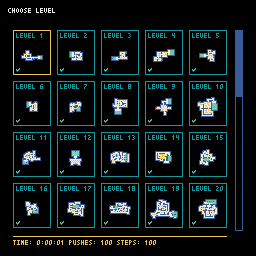 CHOOSE LEVEL
LEVEL 1 LEVEL 2 LEVEL 3 LEVEL 4 LEVEL 5
LEVEL 6 LEVEL 7 LEVEL 8 LEVEL 9 LEVEL 10
LEVEL 11 LEVEL 12 LEVEL 13 LEVEL 14 LEVEL 15
LEVEL 16 LEVEL 17 LEVEL 18 LEVEL 19 LEVEL 20
TIME: 0:00:01 PUSHES: 100 STEPS: 100